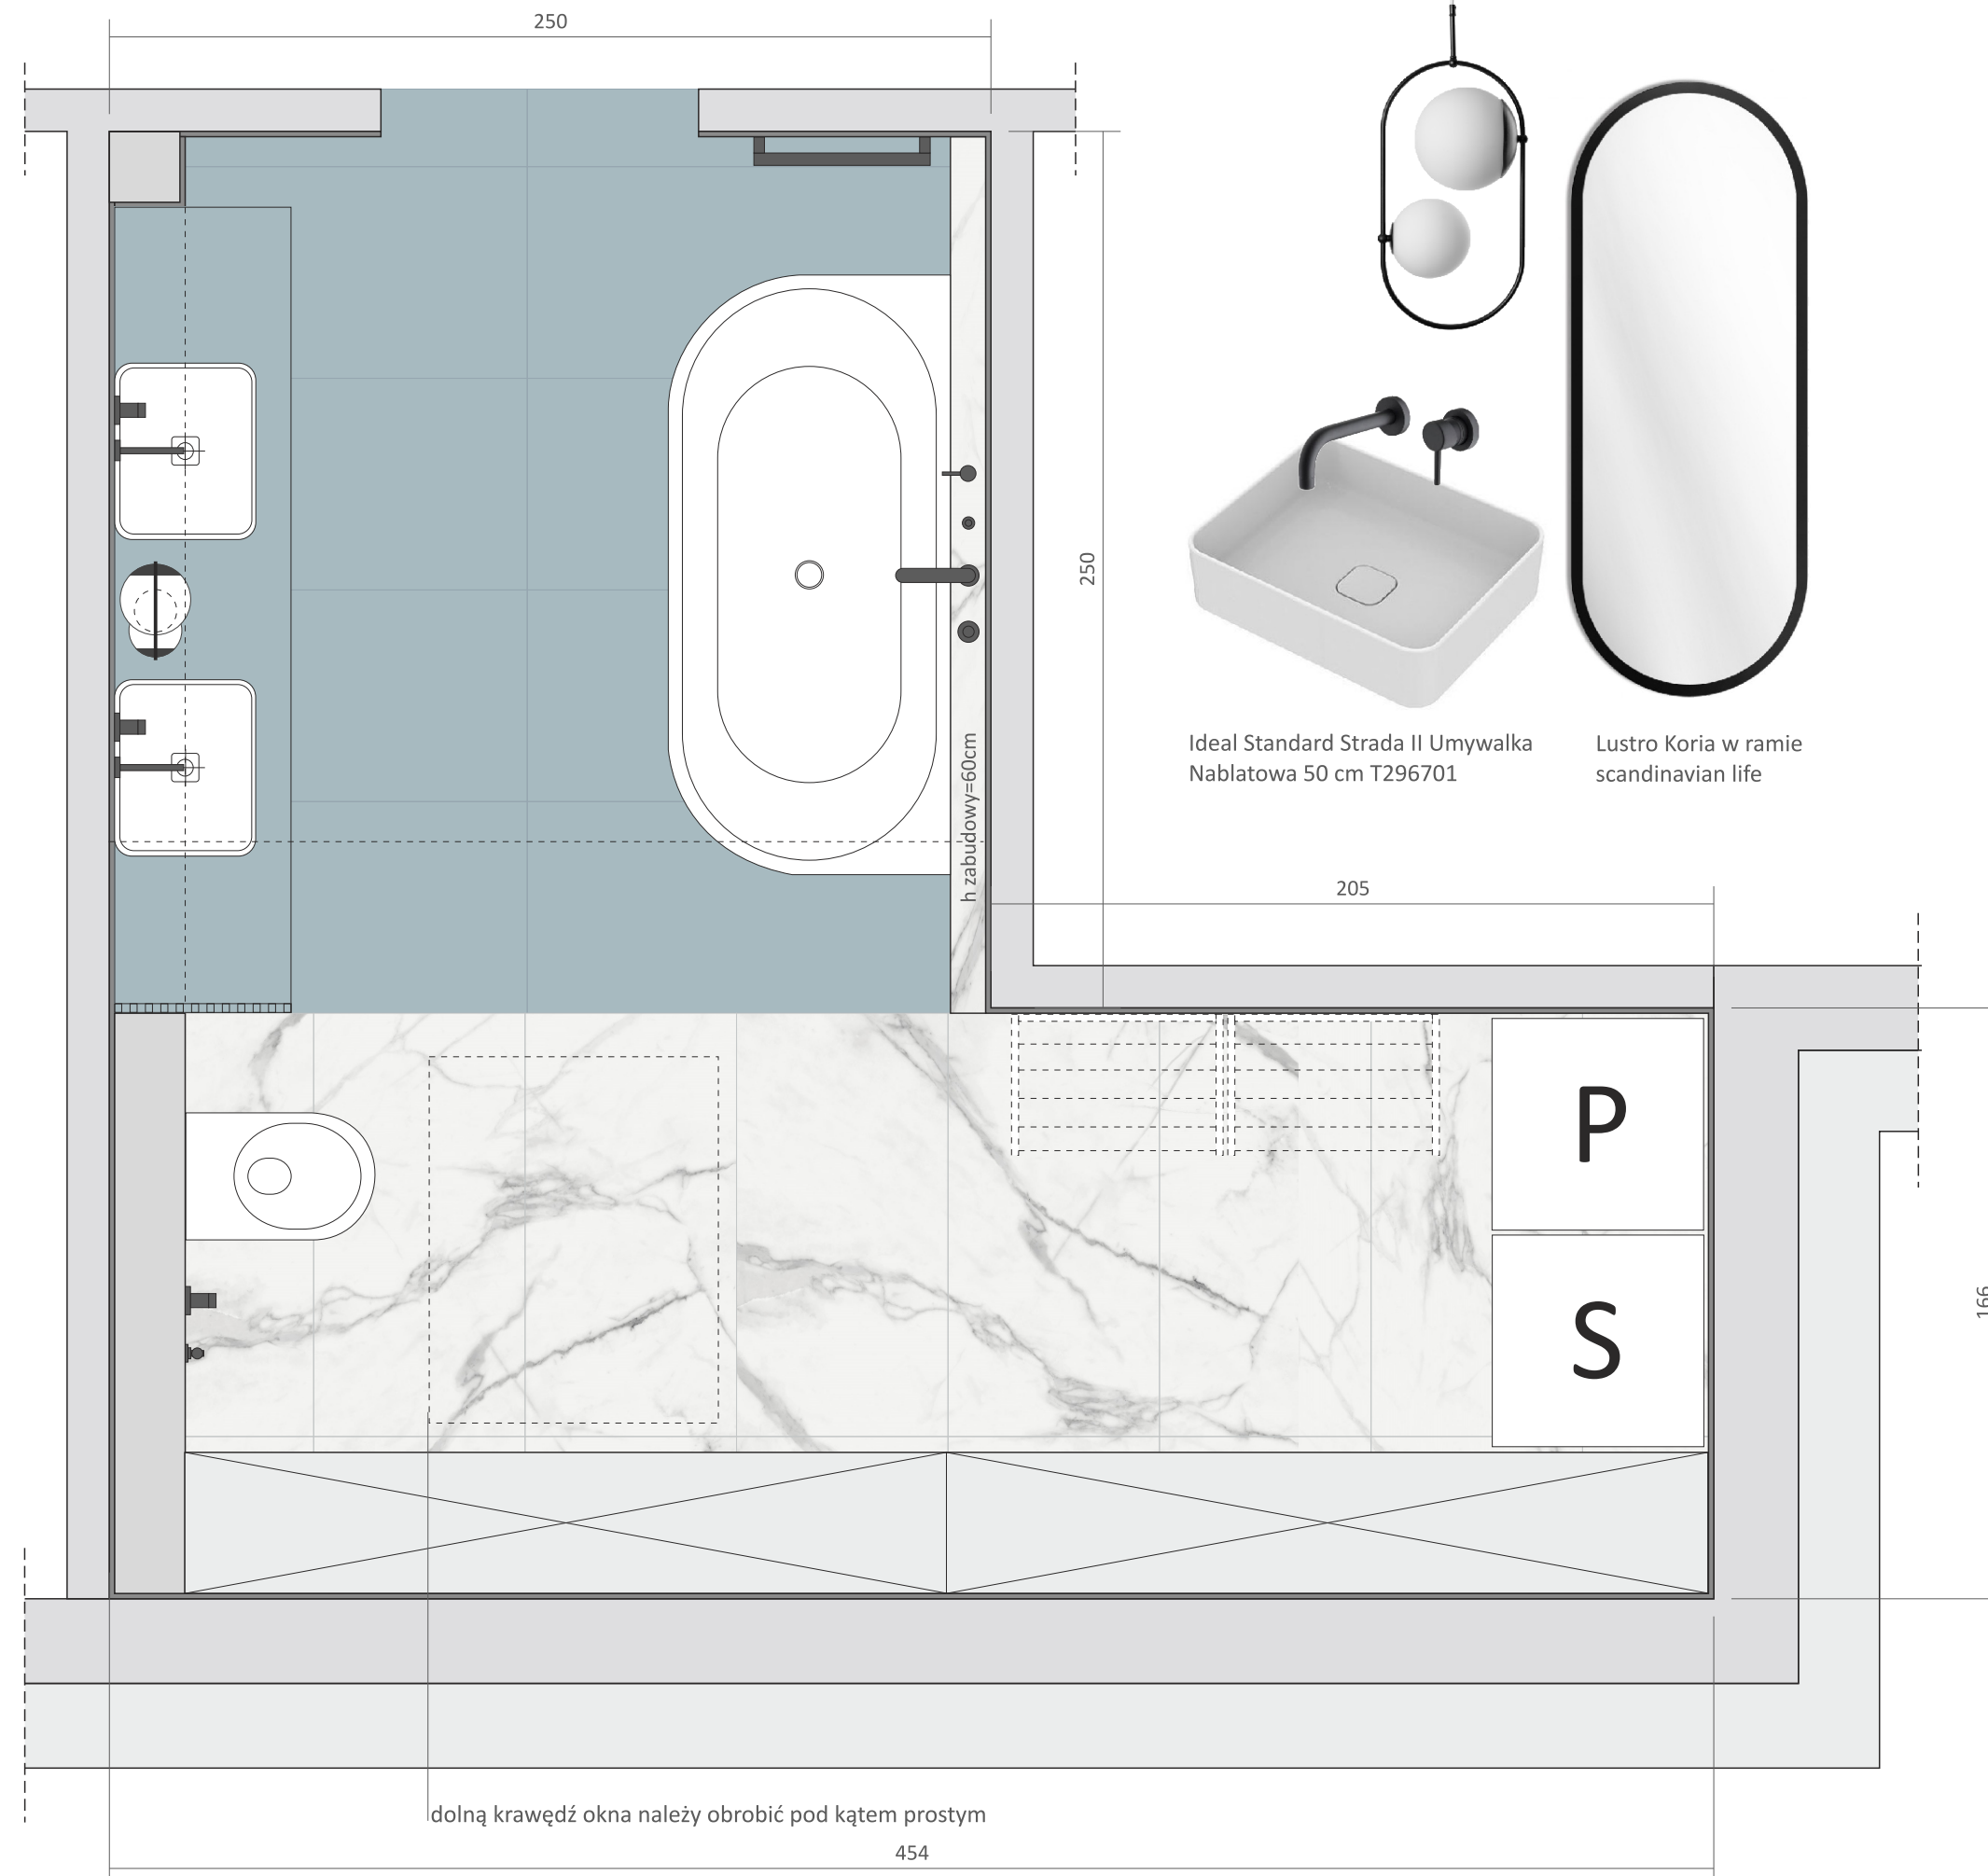 250
250
h zabudowy=60cm
Ideal Standard Strada II Umywalka
Nablatowa 50 cm T296701
Lustro Koria w ramie
scandinavian life
205
P
S
166
dolną krawędź okna należy obrobić pod kątem prostym
454